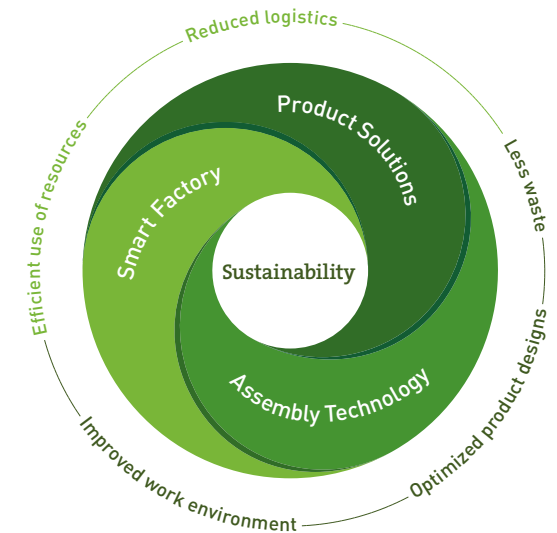 Reduced logistics
Less waste
Optimized product designs
Improved work environment
Efficient use of resources
Product Solutions
Smart Factory
Assembly Technology
Sustainability